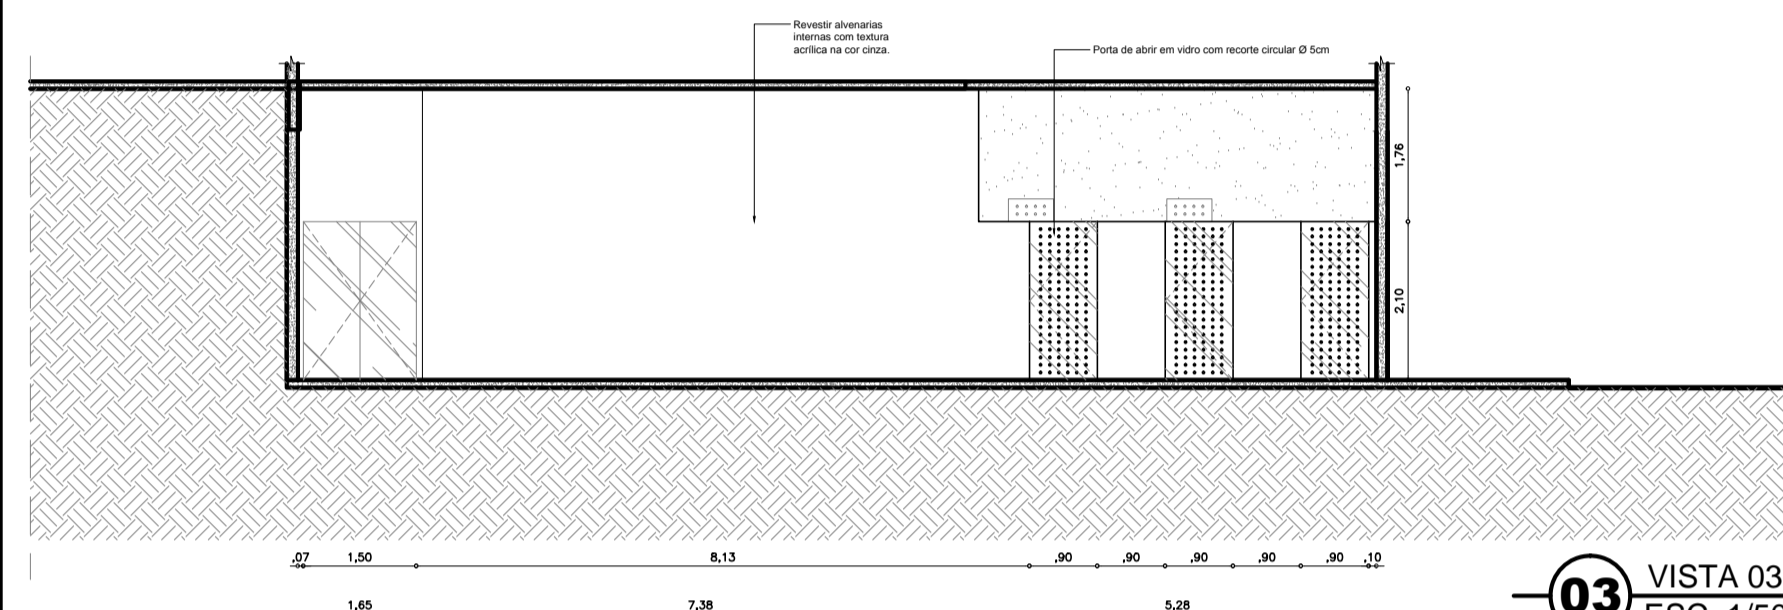 Revestir alvenarias
internas com textura
acrílica na cor cinza.
Porta de abrir em vidro com recorte circular Ø 5cm
1,76
2,10
,07 1,50 8,13 ,90 ,90 ,90 ,90 ,90 ,10
03 VISTA 03
1,65 7,38 5,28